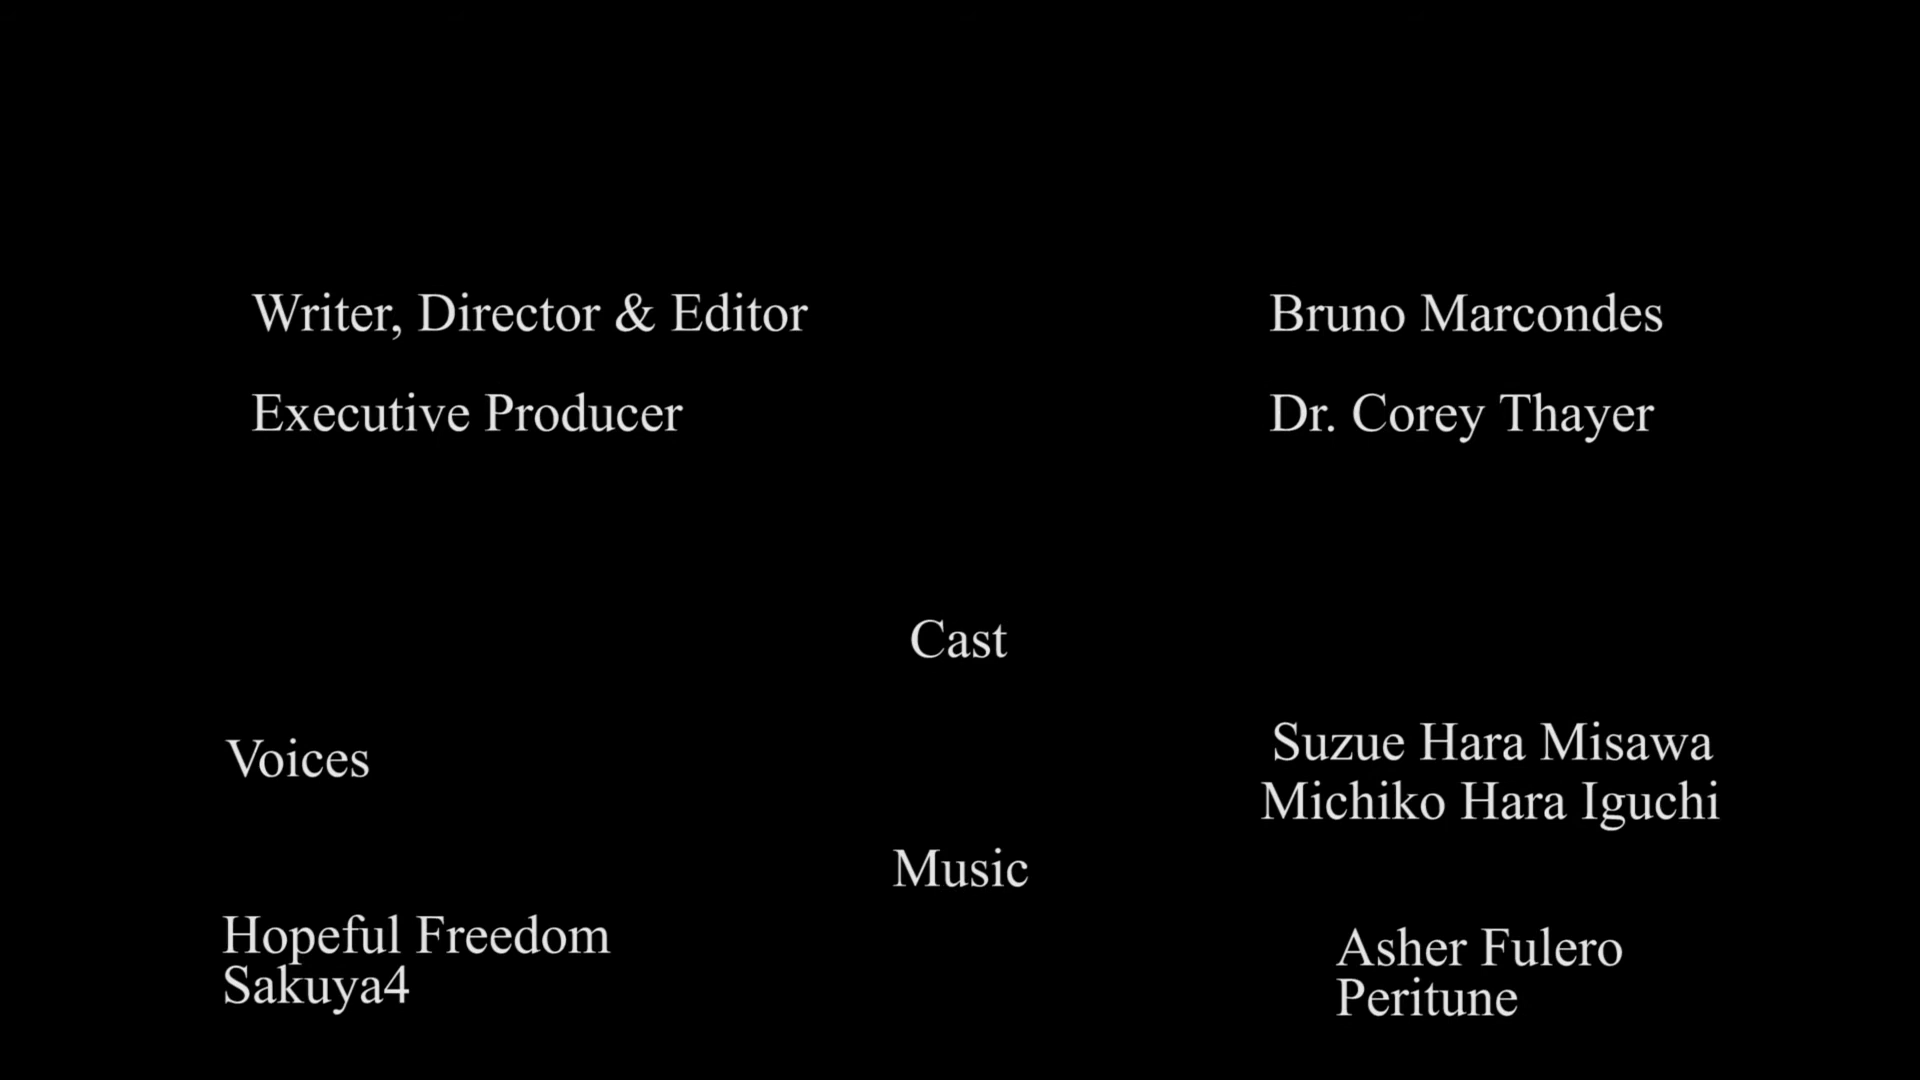 Writer, Director & Editor Bruno Marcondes
Executive Producer Dr. Corey Thayer
Cast
Voices Suzue Hara Misawa
Michiko Hara Iguchi
Music
Hopeful Freedom Asher Fulero
Sakuya4 Peritune